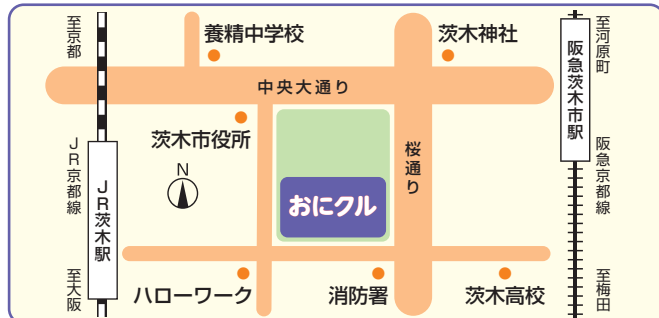 至京都
養精中学校
茨木神社
至河原町
阪急茨木市駅
中央大通り
茨木市役所
JR京都線
JR茨木駅
N
おにクル
桜通り
阪急京都線
至大阪
ハローワーク
消防署
茨木高校
至梅田